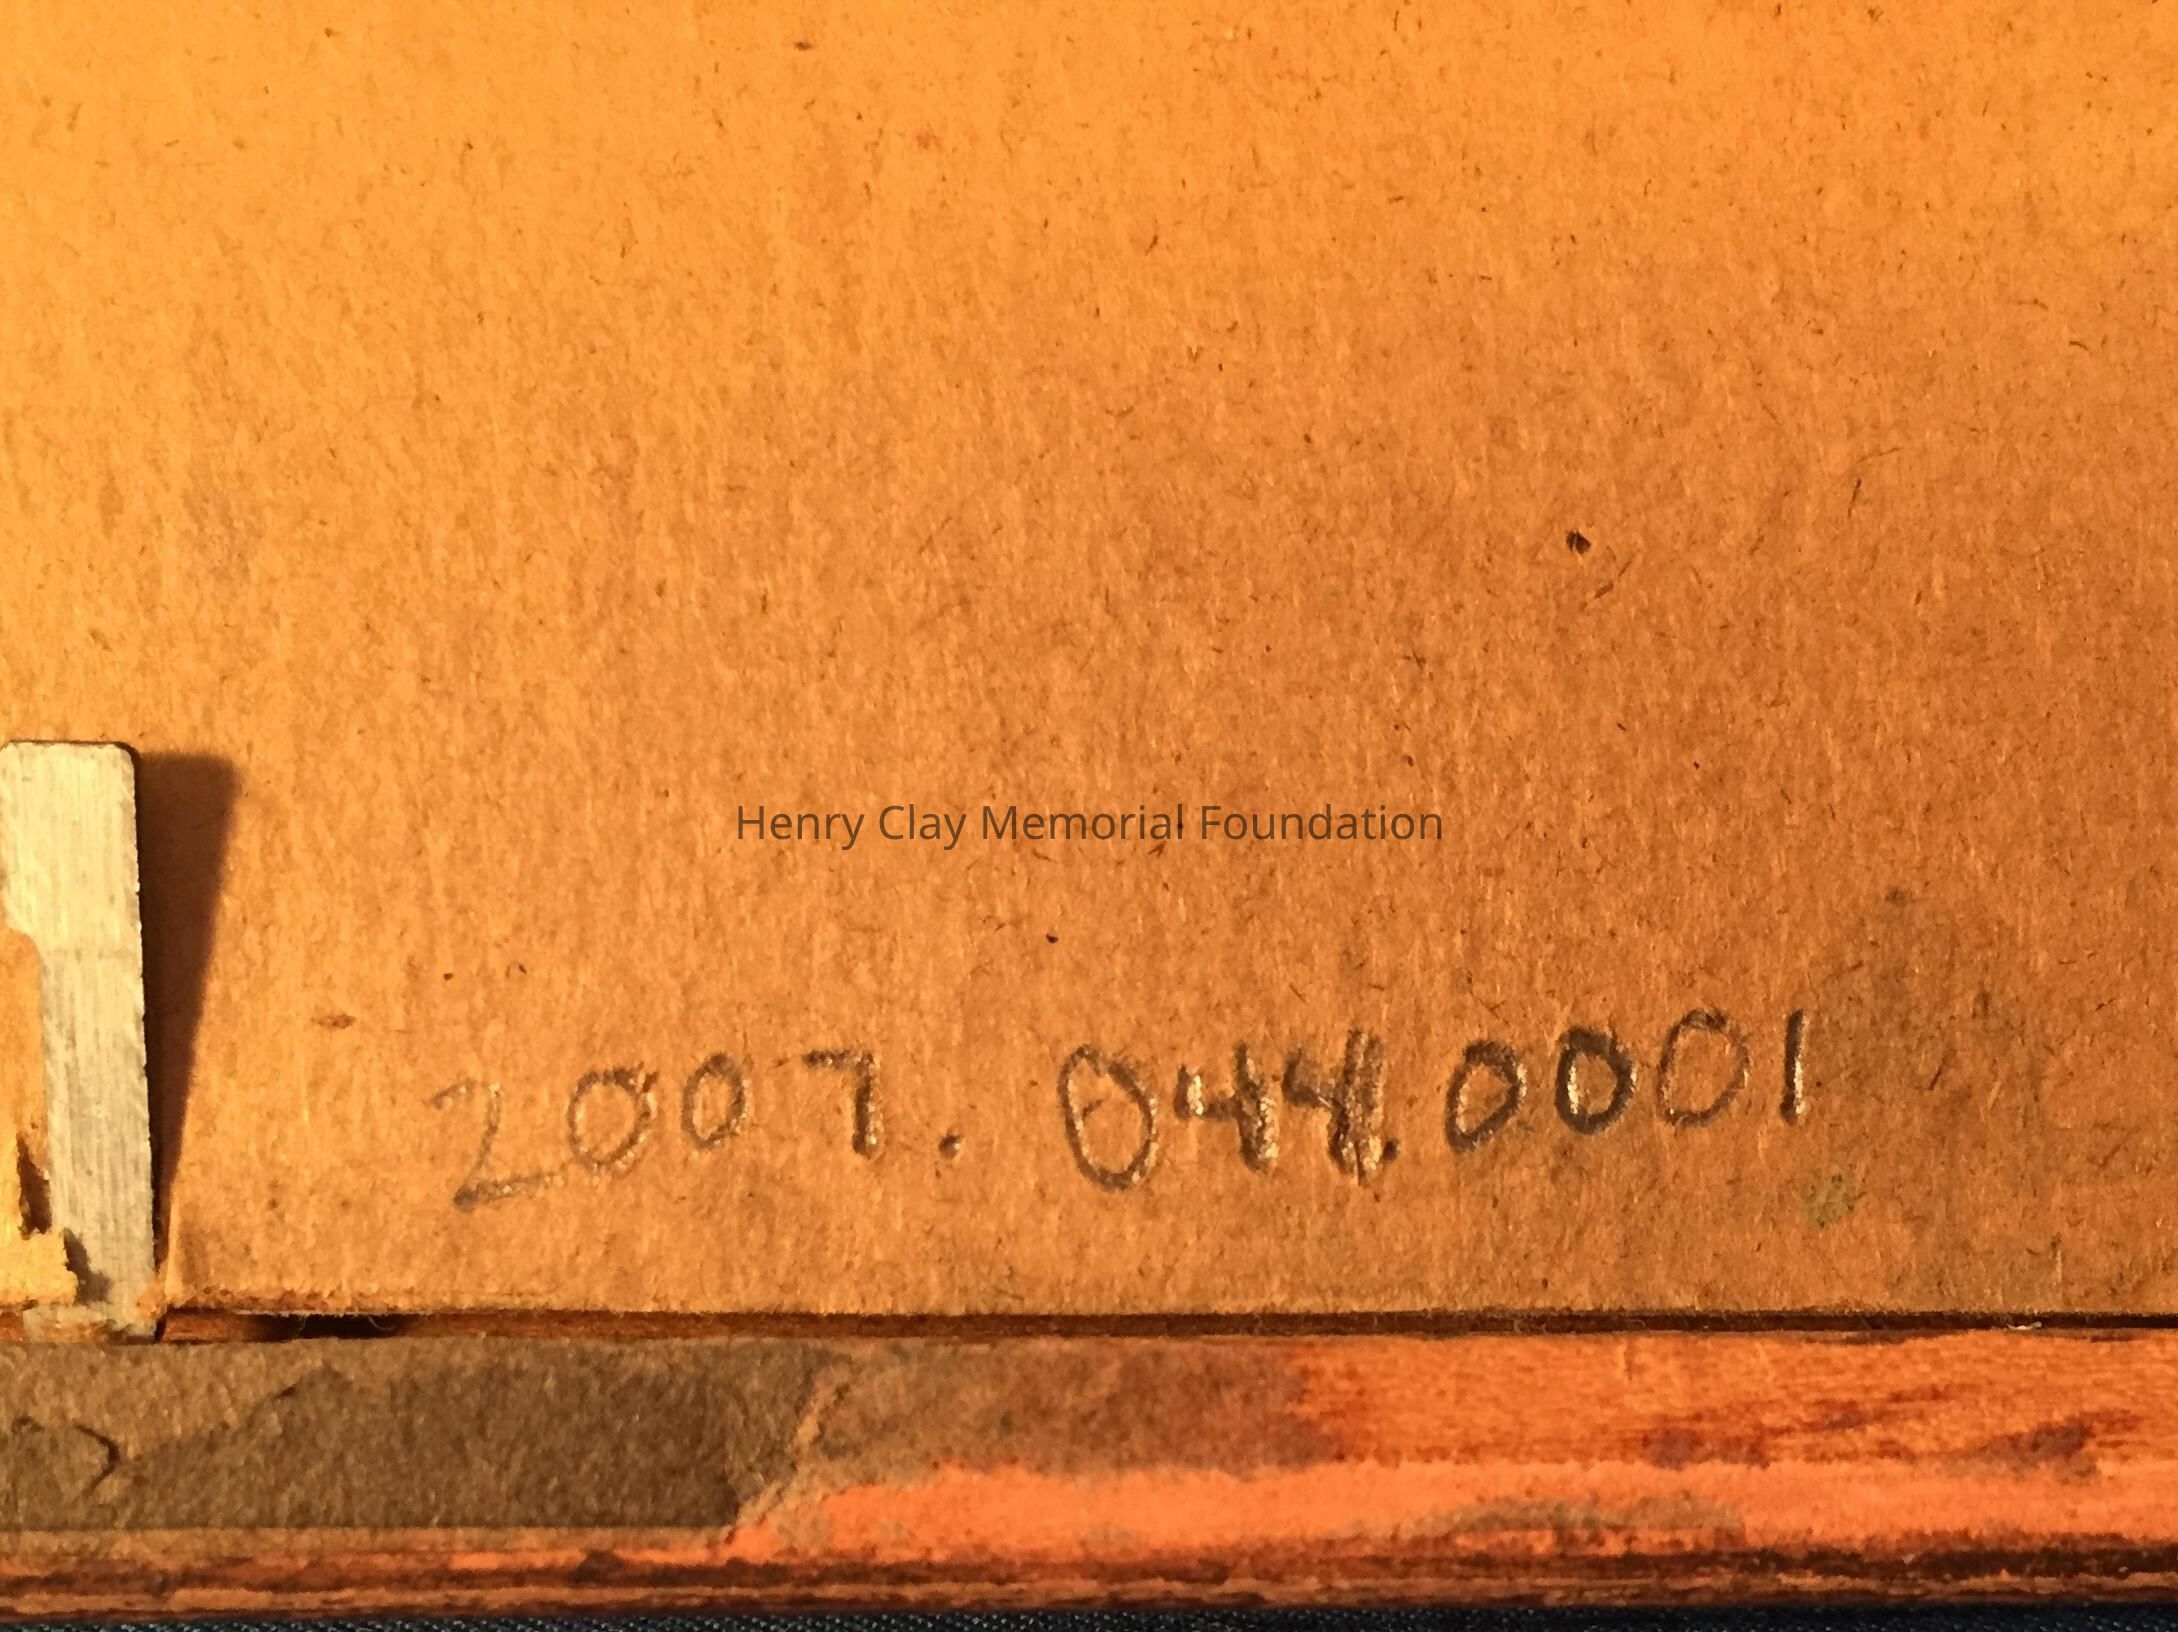 Henry Clay Memorial Foundation
2007. 044.0001